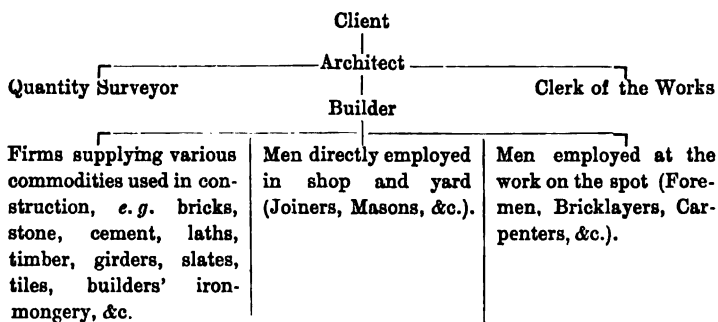 Client
Architect
Quantity Surveyor
Clerk of the Works
Builder
Firms supplying various
commodities used in con-
struction, e.g. bricks,
stone, cement, laths,
timber, girders, slates,
tiles, builders' iron-
mongery, &c.
Men directly employed
in shop and yard
(Joiners, Masons, &c.).
Men employed at the
work on the spot (Fore-
men, Bricklayers, Car-
penters, &c.).